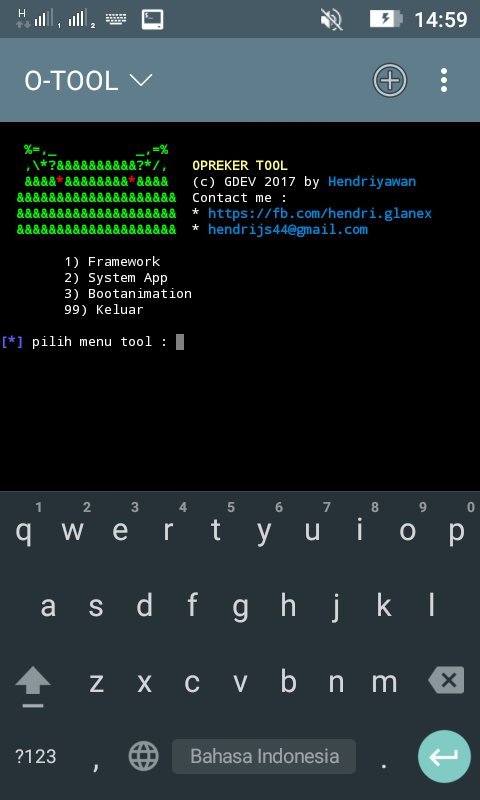 H 1 2 14:59
O-TOOL
%=,_ _,=%
,\*?&&&&&&&&&&?*/,
OPREKER TOOL
&&&&*&&&&&&&&*&&&&
(c) GDEV 2017 by Hendriyawan
&&&&&&&&&&&&&&&&&&&&
Contact me :
&&&&&&&&&&&&&&&&&&&&
* https://fb.com/hendri.glanex
&&&&&&&&&&&&&&&&&&&&
* hendrijs44@gmail.com
1) Framework
2) System App
3) Bootanimation
99) Keluar
[*] pilih menu tool :
1 2 3 4 5 6 7 8 9 0
q w e r t y u i o p
a s d f g h j k l
z x c v b n m
?123 , Bahasa Indonesia .